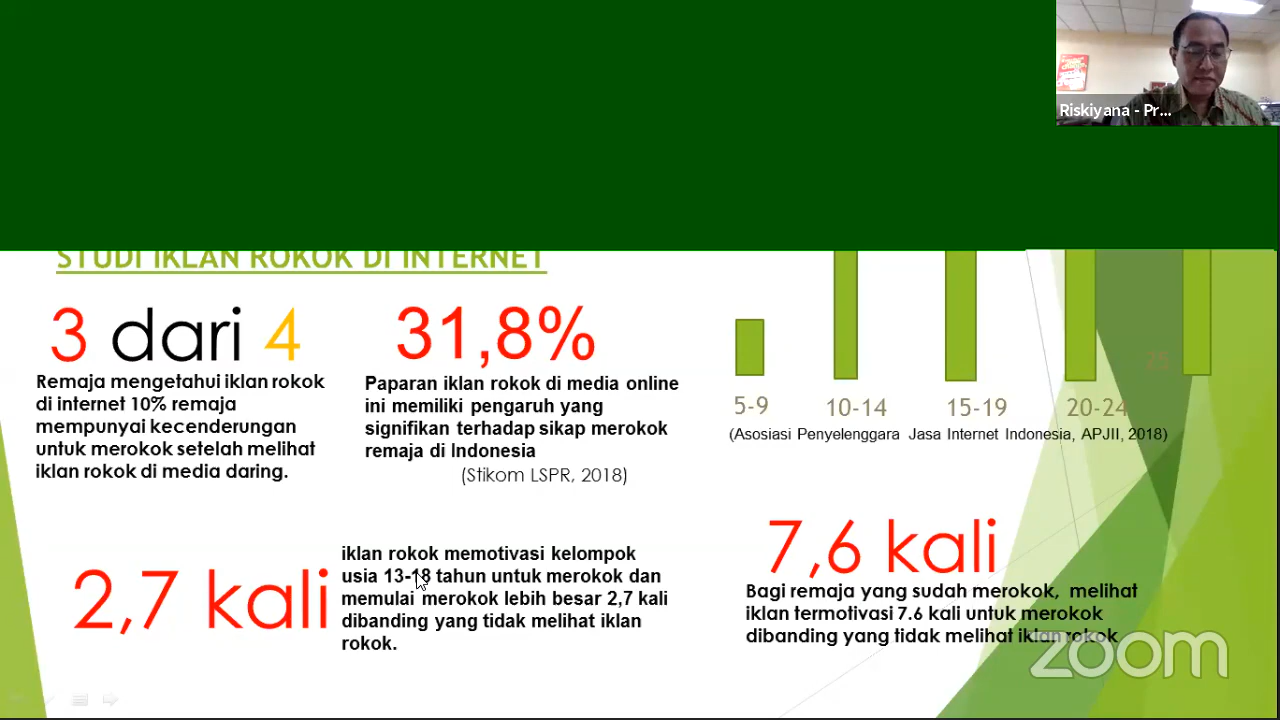 Riskiyana - Pr...
STUDI IKLAN ROKOK DI INTERNET
3 dari 4
Remaja mengetahui iklan rokok
di internet 10% remaja
mempunyai kecenderungan
untuk merokok setelah melihat
iklan rokok di media daring.
31,8%
Paparan iklan rokok di media online
ini memiliki pengaruh yang
signifikan terhadap sikap merokok
remaja di Indonesia
(Stikom LSPR, 2018)
25
5-9 10-14 15-19 20-24
(Asosiasi Penyelenggara Jasa Internet Indonesia, APJII, 2018)
2,7 kali
iklan rokok memotivasi kelompok
usia 13-18 tahun untuk merokok dan
memulai merokok lebih besar 2,7 kali
dibanding yang tidak melihat iklan
rokok.
7,6 kali
Bagi remaja yang sudah merokok, melihat
iklan termotivasi 7.6 kali untuk merokok
dibanding yang tidak melihat iklan rokok
zoom